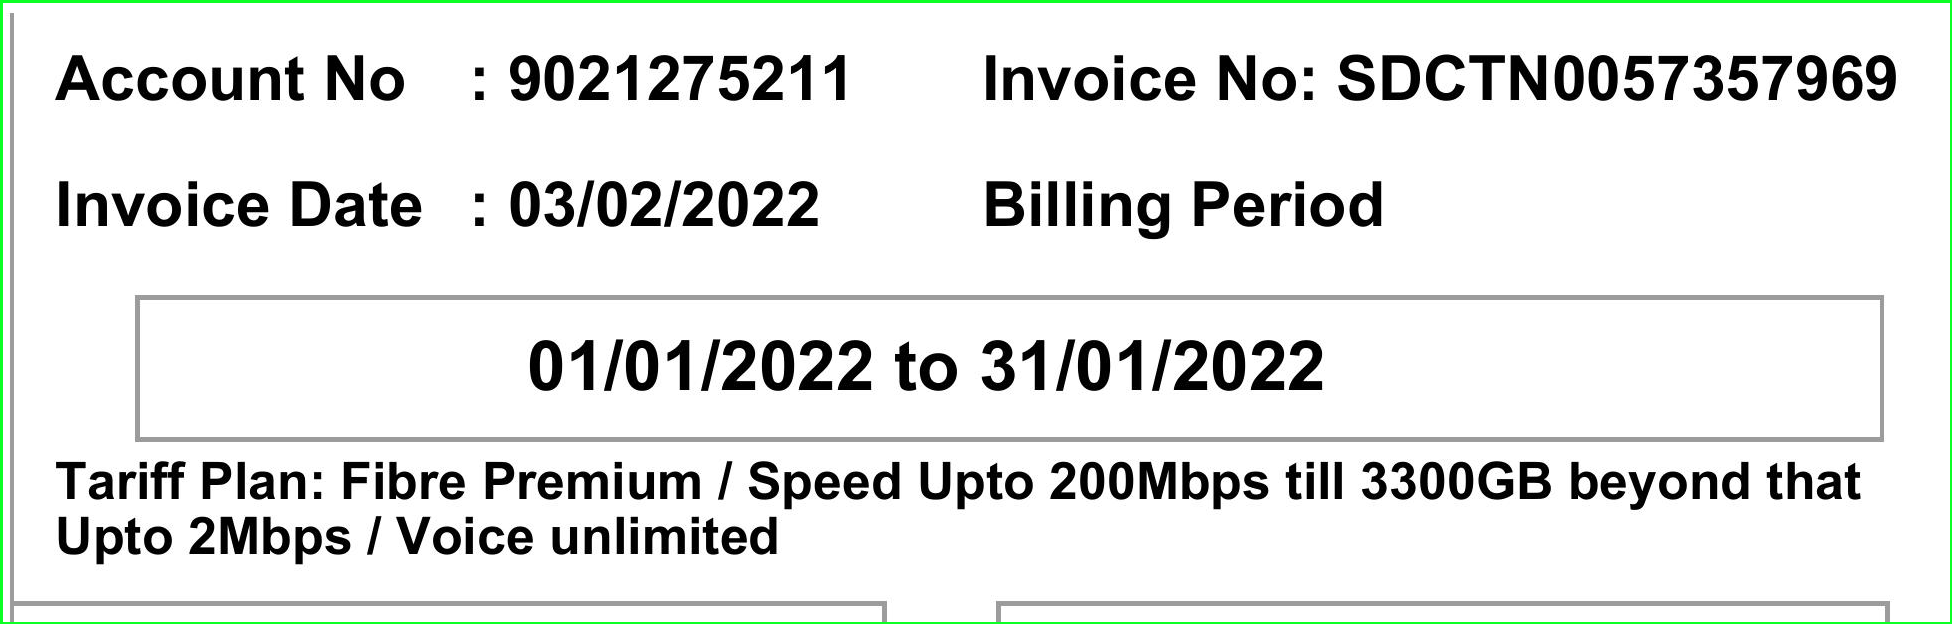 Account No : 9021275211 Invoice No: SDCTN0057357969
Invoice Date : 03/02/2022 Billing Period
01/01/2022 to 31/01/2022
Tariff Plan: Fibre Premium / Speed Upto 200Mbps till 3300GB beyond that
Upto 2Mbps / Voice unlimited